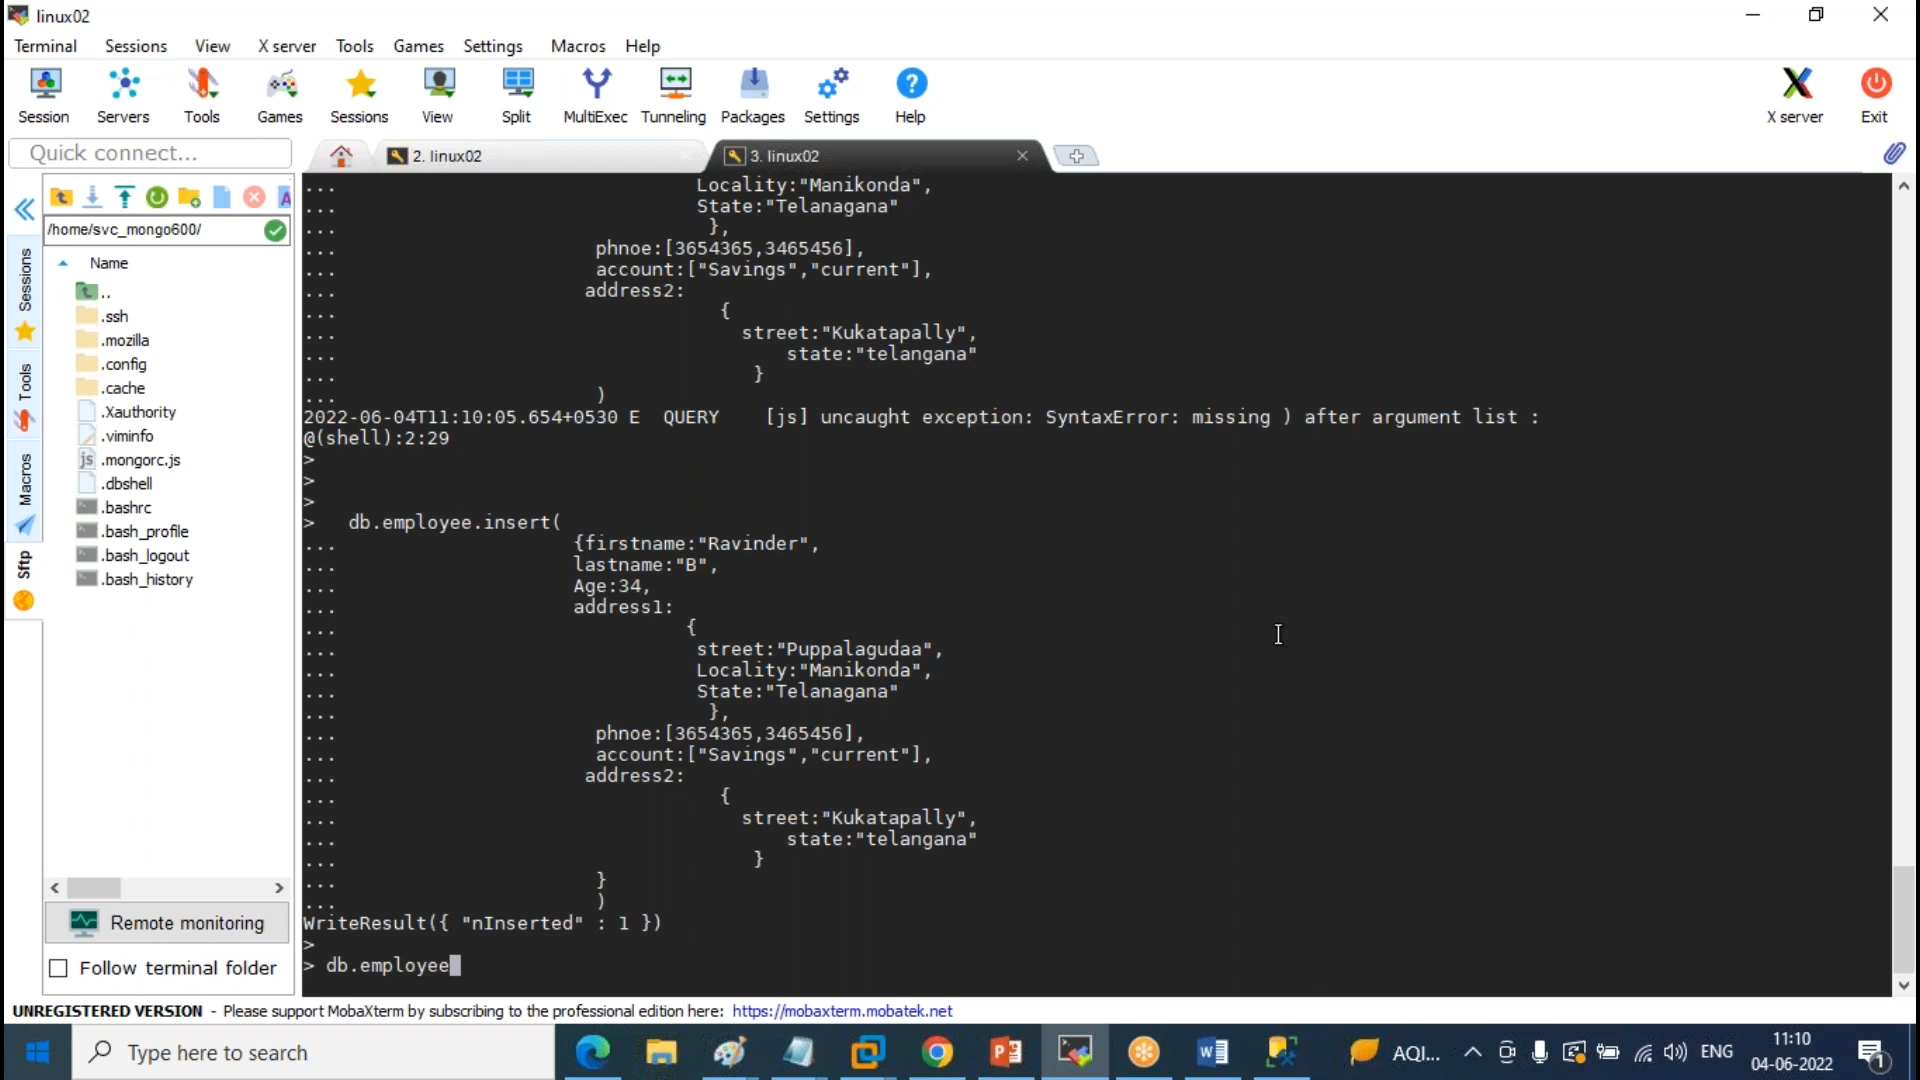 linux02
Terminal Sessions View X server Tools Games Settings Macros Help
Session Servers Tools Games Sessions View Split MultiExec Tunneling Packages Settings Help X server Exit
Quick connect...
2. linux02
3. linux02
/home/svc_mongo600/
Name
..
.ssh
.mozilla
.config
.cache
.Xauthority
.viminfo
.mongorc.js
.dbshell
.bashrc
.bash_profile
.bash_logout
.bash_history
Sessions
Tools
Macros
Sftp
Remote monitoring
Follow terminal folder
... Locality:"Manikonda",
... State:"Telanagana"
... },
... phnoe:[3654365,3465456],
... account:["Savings","current"],
... address2:
... {
... street:"Kukatapally",
... state:"telangana"
... }
... )
2022-06-04T11:10:05.654+0530 E QUERY [js] uncaught exception: SyntaxError: missing ) after argument list :
@(shell):2:29
>
>
>
> db.employee.insert(
... {firstname:"Ravinder",
... lastname:"B",
... Age:34,
... address1:
... {
... street:"Puppalagudaa",
... Locality:"Manikonda",
... State:"Telanagana"
... },
... phnoe:[3654365,3465456],
... account:["Savings","current"],
... address2:
... {
... street:"Kukatapally",
... state:"telangana"
... }
... }
... )
WriteResult({ "nInserted" : 1 })
>
> db.employee
UNREGISTERED VERSION - Please support MobaXterm by subscribing to the professional edition here: https://mobaxterm.mobatek.net
Type here to search
AQI...
ENG
11:10
04-06-2022
1